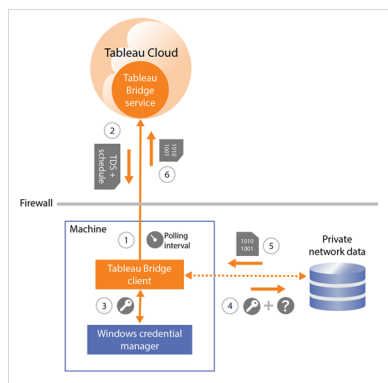 Tableau Cloud
Tableau
Bridge
service
2
TDS +
schedule
1010
1001
6
Firewall
Machine
1
Polling
interval
1010
1001
5
Private
network data
Tableau Bridge
client
3
4
+
?
Windows credential
manager